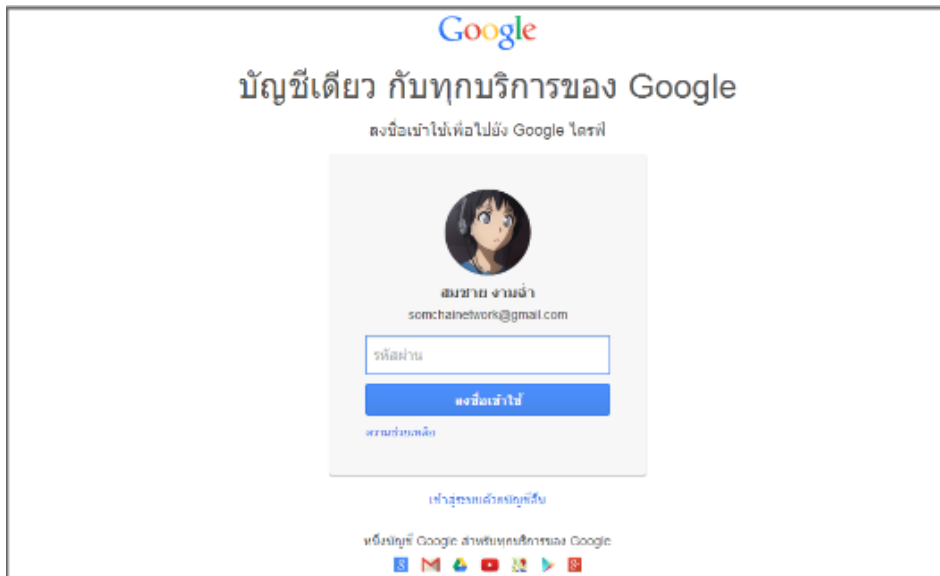 Google
บัญชีเดียว กับทุกบริการของ Google
ลงชื่อเข้าใช้เพื่อไปยัง Google ไดรฟ์
สมชาย งามล่ำ
somchainetwork@gmail.com
รหัสผ่าน
ลงชื่อเข้าใช้
ความช่วยเหลือ
เข้าสู่ระบบด้วยบัญชีอื่น
หนึ่งบัญชี Google สำหรับทุกบริการของ Google